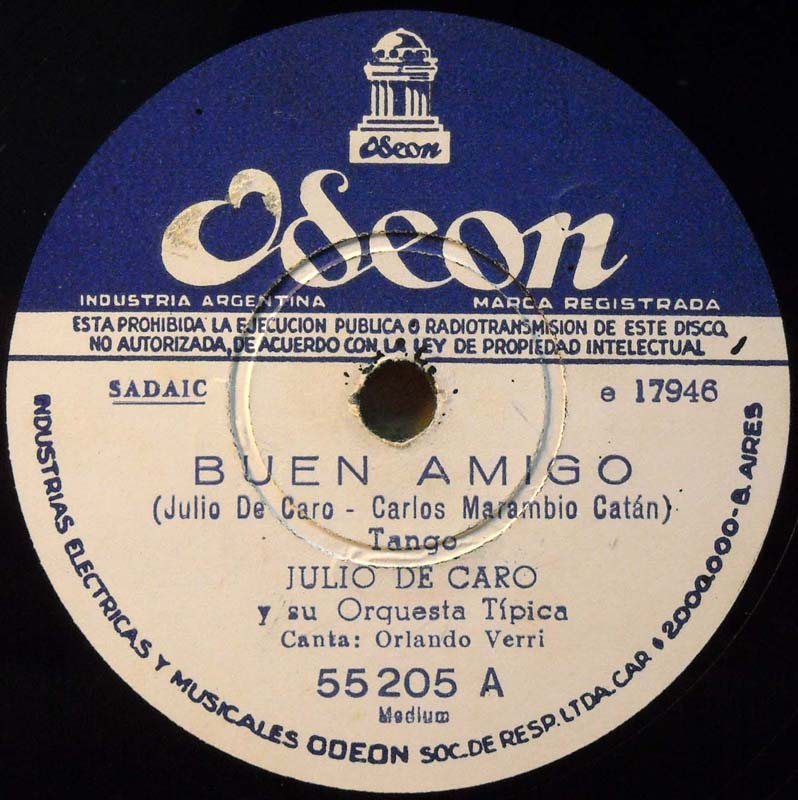 Odeon
Odeon
INDUSTRIA ARGENTINA MARCA REGISTRADA
ESTA PROHIBIDA LA EJECUCION PUBLICA O RADIOTRANSMISION DE ESTE DISCO,
NO AUTORIZADA, DE ACUERDO CON LA LEY DE PROPIEDAD INTELECTUAL
SADAIC e 17946
BUEN AMIGO
(Julio De Caro - Carlos Marambio Catán)
Tango
JULIO DE CARO
y su Orquesta Típica
Canta: Orlando Verri
55205 A
Medium
INDUSTRIAS ELECTRICAS Y MUSICALES ODEON SOC. DE RESP. LTDA. CAP. $ 2.000.000 - B. AIRES